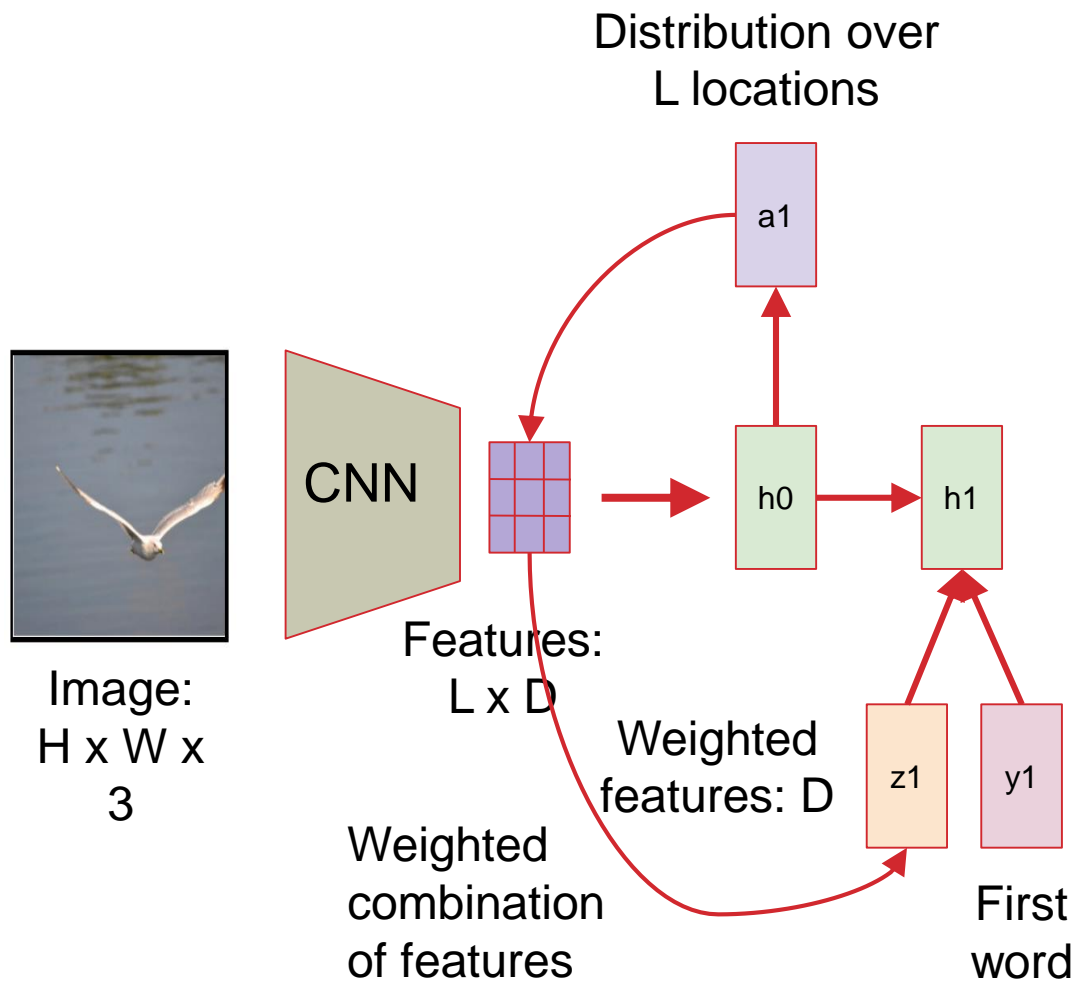 Distribution over
L locations
a1
CNN
h0
h1
Features:
L x D
Image:
H x W x
3
Weighted
features: D
z1
y1
Weighted
combination
of features
First
word